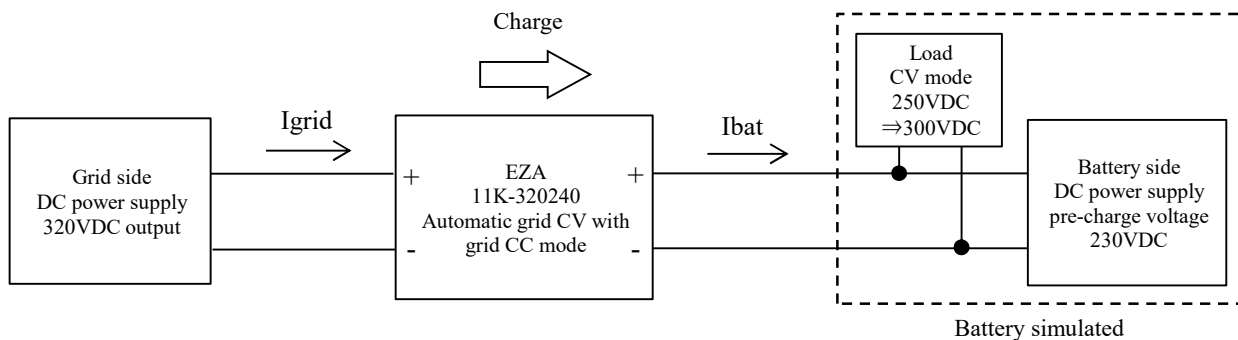 Charge
Grid side
DC power supply
320VDC output
Igrid
+
-
EZA
11K-320240
Automatic grid CV with
grid CC mode
+
-
Ibat
Load
CV mode
250VDC
⇒300VDC
Battery side
DC power supply
pre-charge voltage
230VDC
Battery simulated